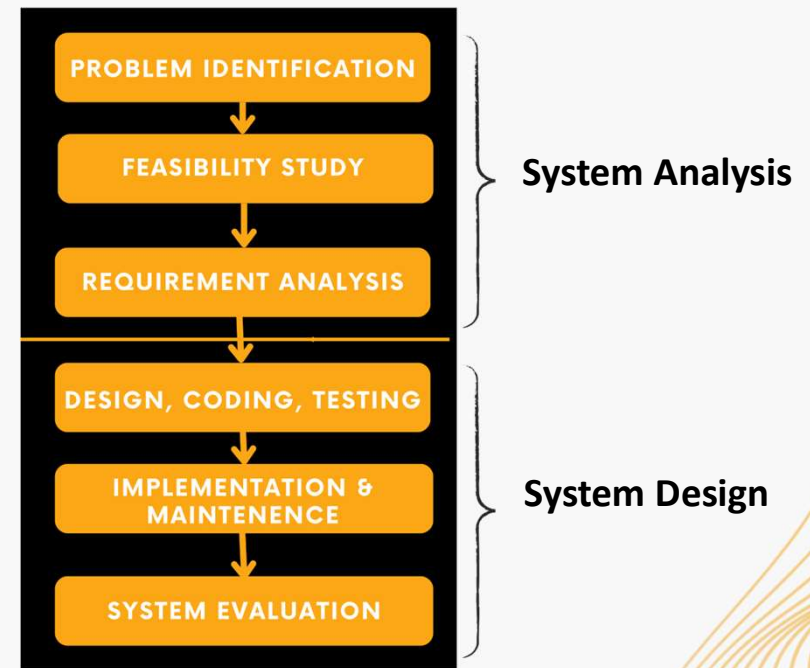 PROBLEM IDENTIFICATION
FEASIBILITY STUDY
System Analysis
REQUIREMENT ANALYSIS
DESIGN, CODING, TESTING
IMPLEMENTATION &
MAINTENENCE
System Design
SYSTEM EVALUATION